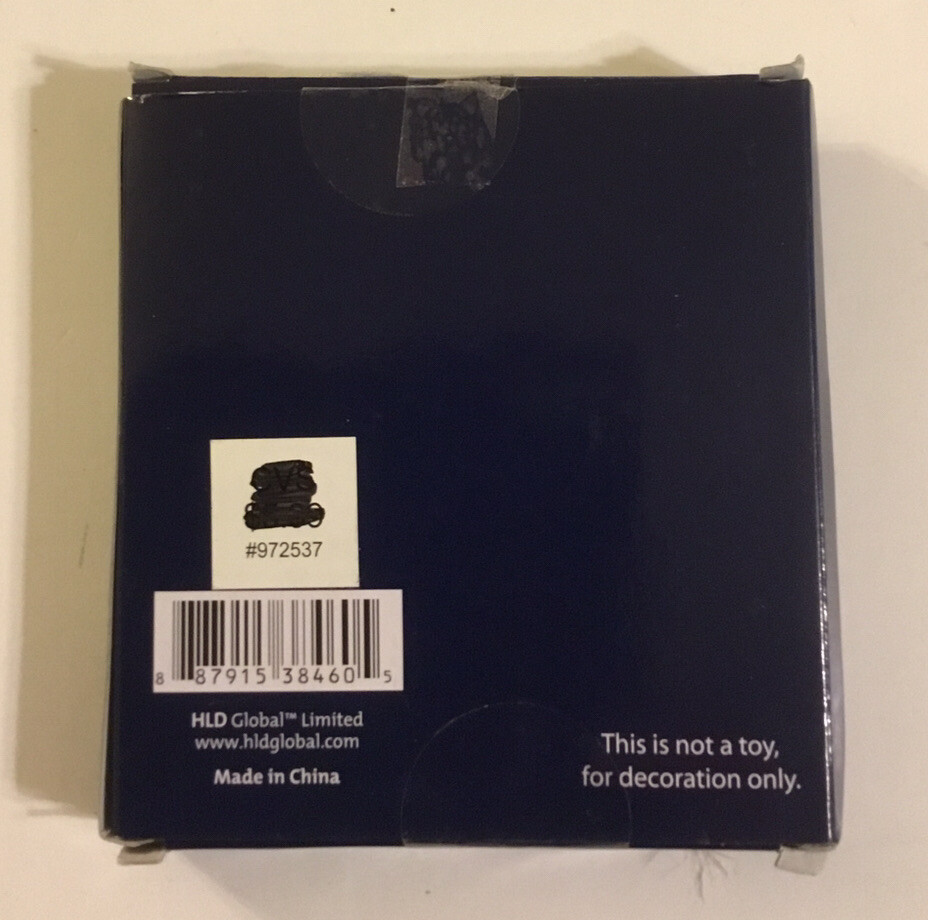 CVS
#972537
8 87915 38460 5
HLD Global™ Limited
www.hldglobal.com
Made in China
This is not a toy,
for decoration only.